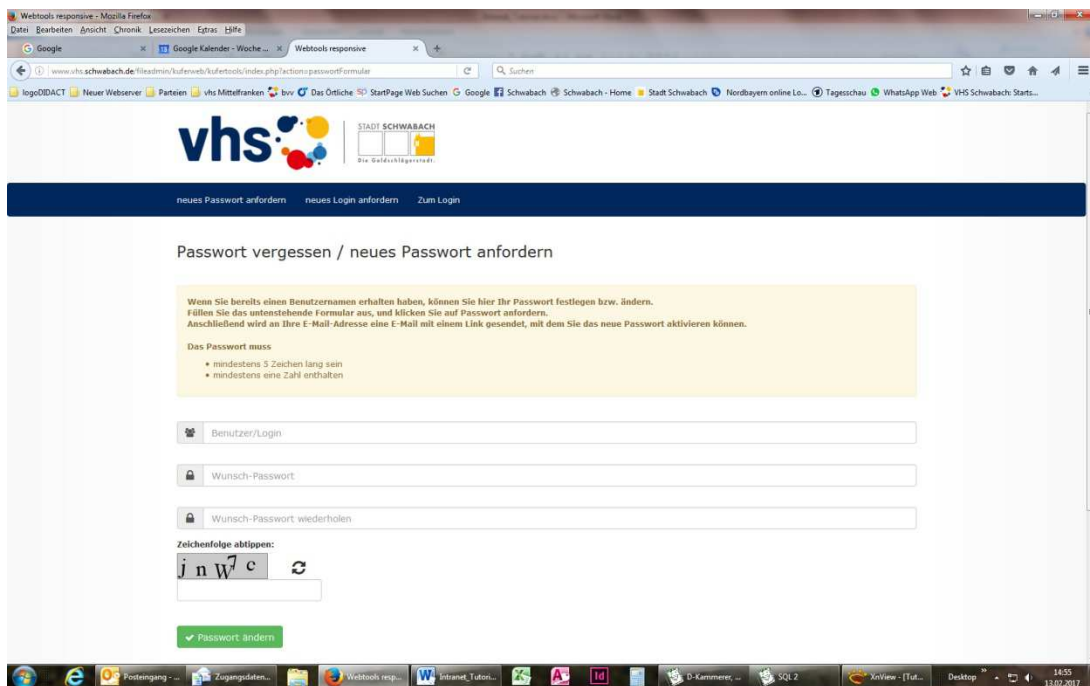 Webtools responsive - Mozilla Firefox
Datei Bearbeiten Ansicht Chronik Lesezeichen Extras Hilfe
Google
Google Kalender - Woche ...
Webtools responsive
www.vhs.schwabach.de/fileadmin/kuferweb/kufertools/index.php?action=passwortFormular
Suchen
logoDIDACT Neuer Webserver Parteien vhs Mittelfranken bvv Das Örtliche StartPage Web Suchen Google Schwabach Schwabach - Home Stadt Schwabach Nordbayern online Lo... Tagesschau WhatsApp Web VHS Schwabach: Starts...
vhs
STADT SCHWABACH
Die Goldschlägerstadt.
neues Passwort anfordern neues Login anfordern Zum Login
Passwort vergessen / neues Passwort anfordern
Wenn Sie bereits einen Benutzernamen erhalten haben, können Sie hier Ihr Passwort festlegen bzw. ändern.
Füllen Sie das untenstehende Formular aus, und klicken Sie auf Passwort anfordern.
Anschließend wird an Ihre E-Mail-Adresse eine E-Mail mit einem Link gesendet, mit dem Sie das neue Passwort aktivieren können.
Das Passwort muss
• mindestens 5 Zeichen lang sein
• mindestens eine Zahl enthalten
Benutzer/Login
Wunsch-Passwort
Wunsch-Passwort wiederholen
Zeichenfolge abtippen:
j n W 7 c
Passwort ändern
Posteingang - ... Zugangsdaten... Webtools resp... Intranet_Tutori... D-Kammerer, ... SQL 2 XnView - [Tut... Desktop 14:55
13.02.2017